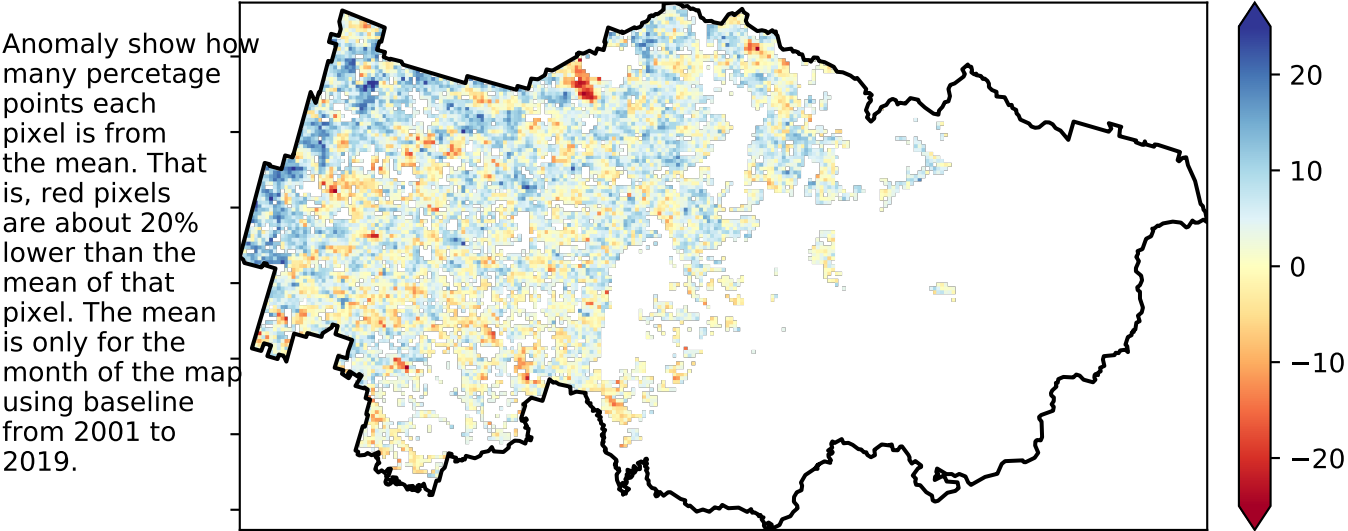 Anomaly show how
many percetage
points each
pixel is from
the mean. That
is, red pixels
are about 20%
lower than the
mean of that
pixel. The mean
is only for the
month of the map
using baseline
from 2001 to
2019.
20
10
0
−10
−20